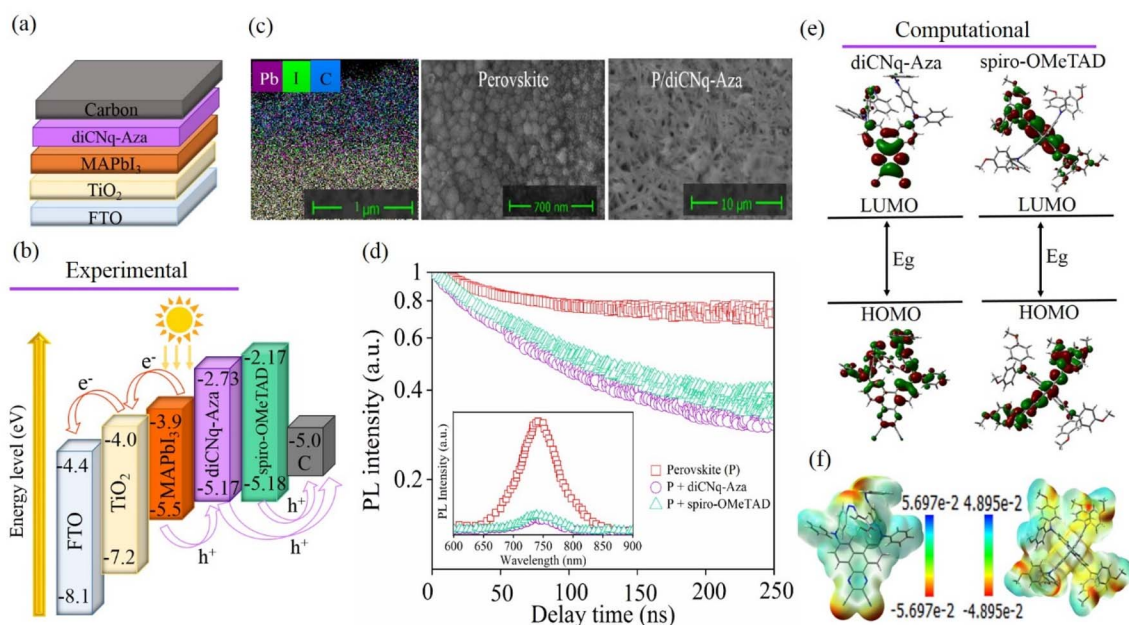 (a)
Carbon
diCNq-Aza
MAPbI₃
TiO₂
FTO
(b)
Experimental
Energy level (eV)
e⁻
e⁻
-4.4
FTO
-8.1
-4.0
TiO₂
-7.2
-3.9
MAPbI₃
-5.5
-2.73
diCNq-Aza
-5.17
-2.17
spiro-OMeTAD
-5.18
-5.0
C
h⁺
h⁺
(c)
Pb I C
1 µm
Perovskite
700 nm
P/diCNq-Aza
10 µm
(d)
PL intensity (a.u.)
1
0.8
0.6
0.4
0.2
0 50 100 150 200 250
Delay time (ns)
PL Intensity (a.u.)
600 650 700 750 800 850 900
Wavelength (nm)
Perovskite (P)
P + diCNq-Aza
P + spiro-OMeTAD
(e)
Computational
diCNq-Aza spiro-OMeTAD
LUMO LUMO
Eg Eg
HOMO HOMO
(f)
5.697e-2 4.895e-2
-5.697e-2 -4.895e-2